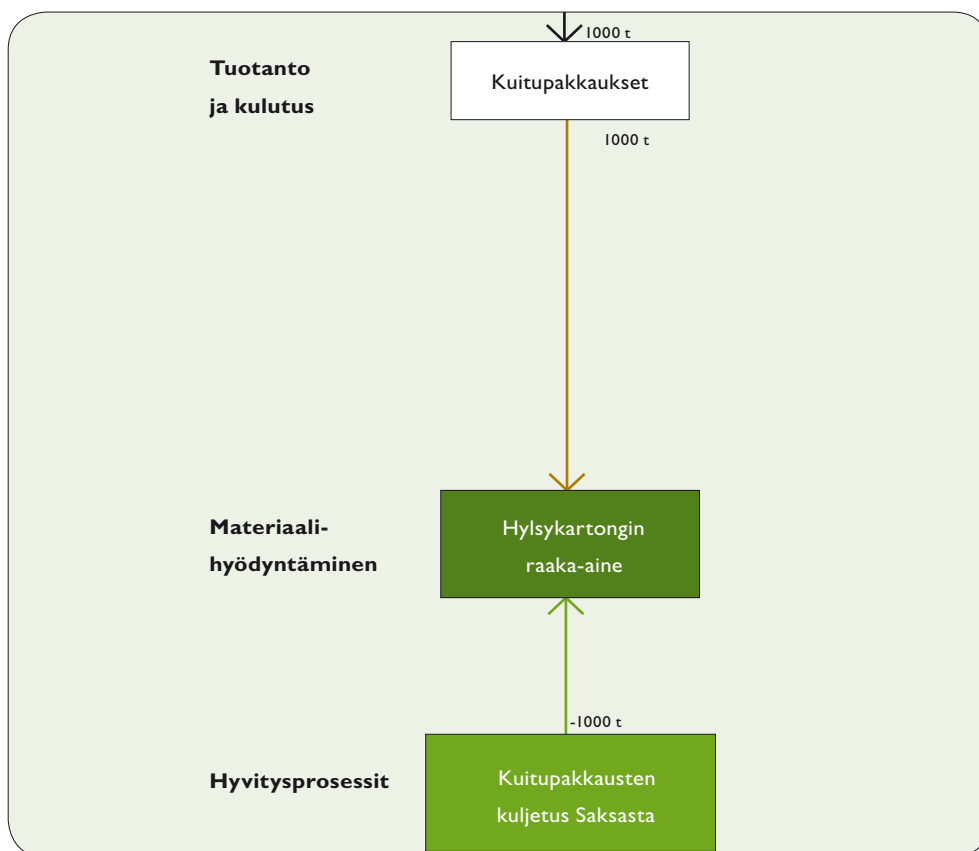 1000 t
Tuotanto
ja kulutus
Kuitupakkaukset
1000 t
Materiaali-
hyödyntäminen
Hylsykartongin
raaka-aine
-1000 t
Hyvitysprosessit
Kuitupakkausten
kuljetus Saksasta